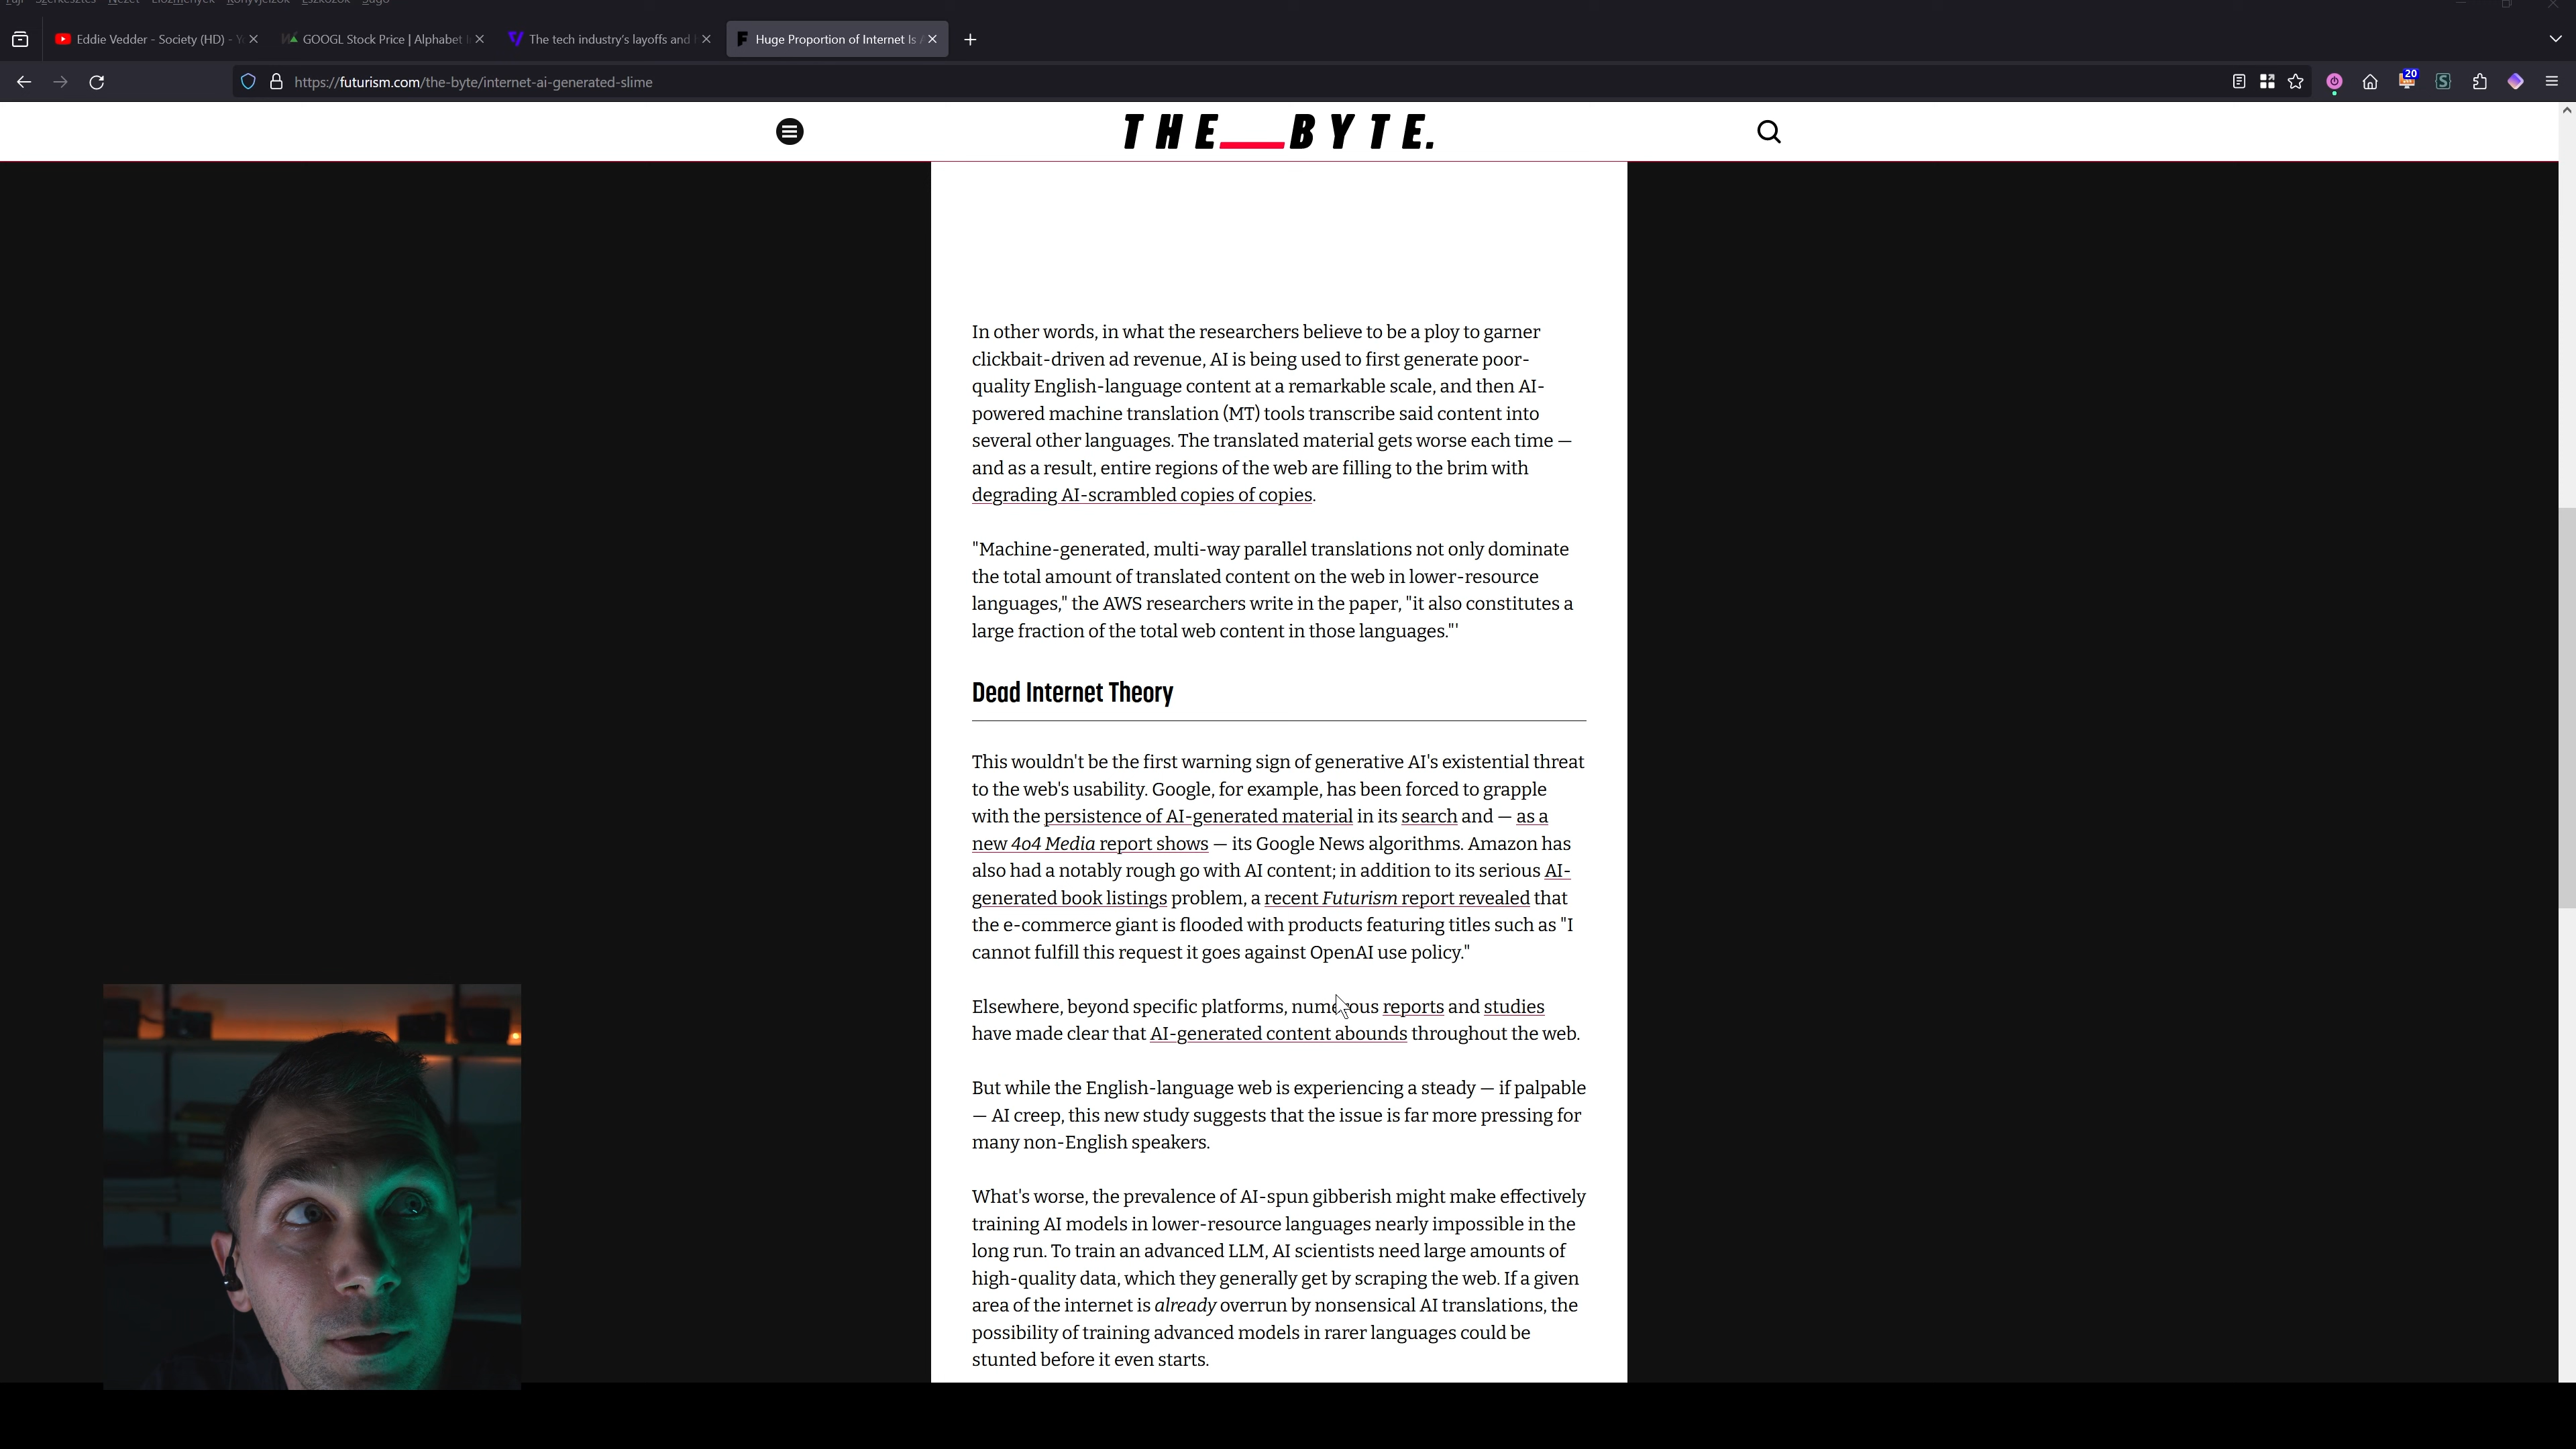 Fájl Szerkesztés Nézet Előzmények Könyvjelzők Eszközök Súgó
Eddie Vedder - Society (HD) - Y
GOOGL Stock Price | Alphabet I
The tech industry's layoffs and
Huge Proportion of Internet Is
https://futurism.com/the-byte/internet-ai-generated-slime
20
THE__BYTE.
In other words, in what the researchers believe to be a ploy to garner
clickbait-driven ad revenue, AI is being used to first generate poor-
quality English-language content at a remarkable scale, and then AI-
powered machine translation (MT) tools transcribe said content into
several other languages. The translated material gets worse each time —
and as a result, entire regions of the web are filling to the brim with
degrading AI-scrambled copies of copies.
"Machine-generated, multi-way parallel translations not only dominate
the total amount of translated content on the web in lower-resource
languages," the AWS researchers write in the paper, "it also constitutes a
large fraction of the total web content in those languages."'
Dead Internet Theory
This wouldn't be the first warning sign of generative AI's existential threat
to the web's usability. Google, for example, has been forced to grapple
with the persistence of AI-generated material in its search and — as a
new 404 Media report shows — its Google News algorithms. Amazon has
also had a notably rough go with AI content; in addition to its serious AI-
generated book listings problem, a recent Futurism report revealed that
the e-commerce giant is flooded with products featuring titles such as "I
cannot fulfill this request it goes against OpenAI use policy."
Elsewhere, beyond specific platforms, numerous reports and studies
have made clear that AI-generated content abounds throughout the web.
But while the English-language web is experiencing a steady — if palpable
— AI creep, this new study suggests that the issue is far more pressing for
many non-English speakers.
What's worse, the prevalence of AI-spun gibberish might make effectively
training AI models in lower-resource languages nearly impossible in the
long run. To train an advanced LLM, AI scientists need large amounts of
high-quality data, which they generally get by scraping the web. If a given
area of the internet is already overrun by nonsensical AI translations, the
possibility of training advanced models in rarer languages could be
stunted before it even starts.